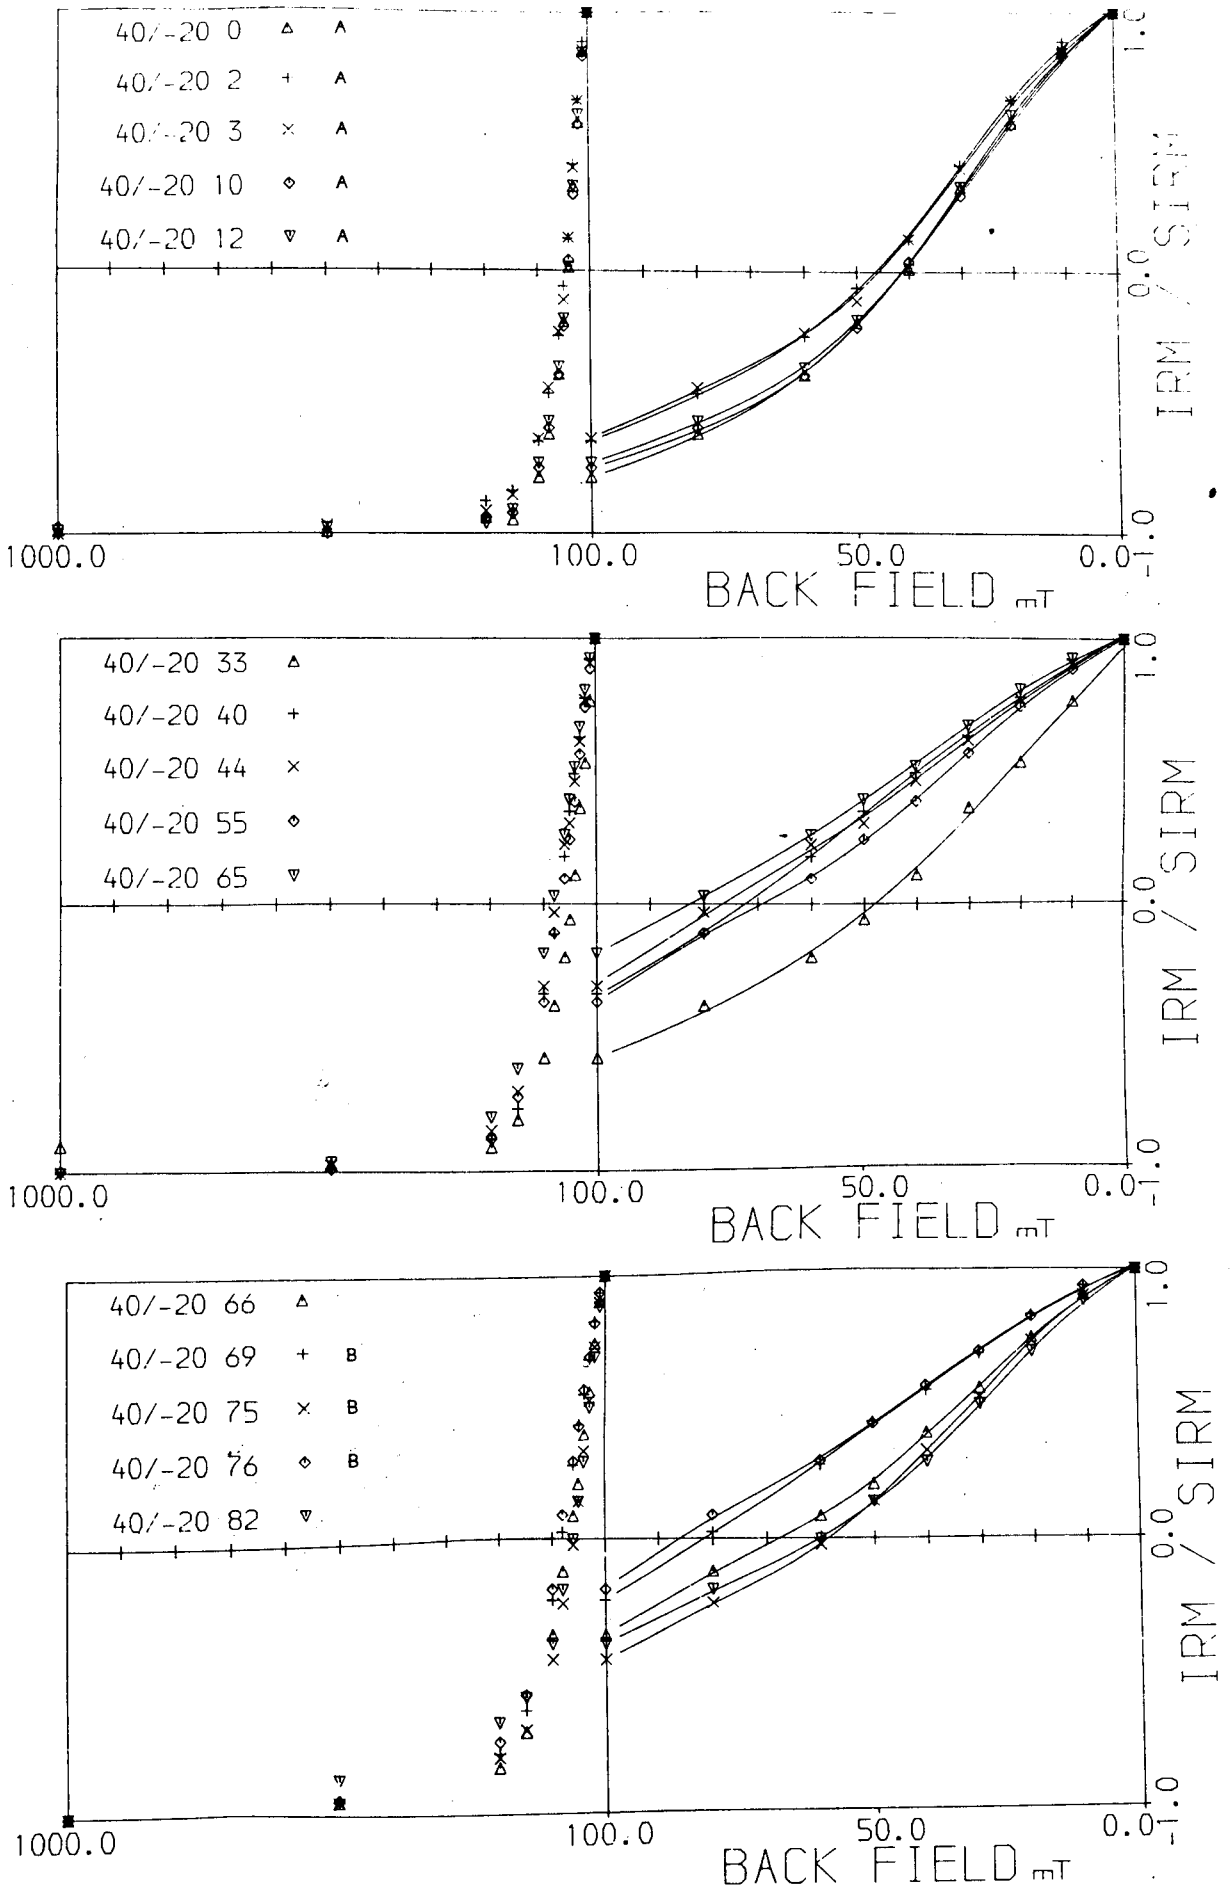 40/-20 0 A
40/-20 2 A
40/-20 3 A
40/-20 10 A
40/-20 12 A
1.0
0.0
-1.0
IRM / SIRM
1000.0 100.0 50.0 0.0
BACK FIELD mT
40/-20 33
40/-20 40
40/-20 44
40/-20 55
40/-20 65
1.0
0.0
-1.0
IRM / SIRM
1000.0 100.0 50.0 0.0
BACK FIELD mT
40/-20 66
40/-20 69 B
40/-20 75 B
40/-20 76 B
40/-20 82
1.0
0.0
-1.0
IRM / SIRM
1000.0 100.0 50.0 0.0
BACK FIELD mT